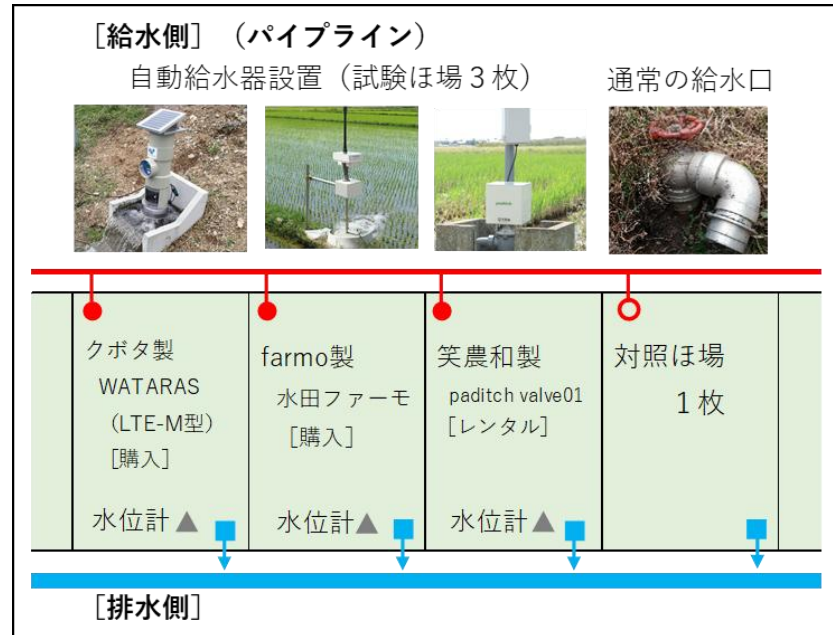 ［給水側］（パイプライン）
自動給水器設置（試験ほ場３枚）
通常の給水口
クボタ製
WATARAS
（LTE-M型）
［購入］
水位計▲
farmo製
水田ファーモ
［購入］
水位計▲
笑農和製
paditch valve01
［レンタル］
水位計▲
対照ほ場
１枚
［排水側］